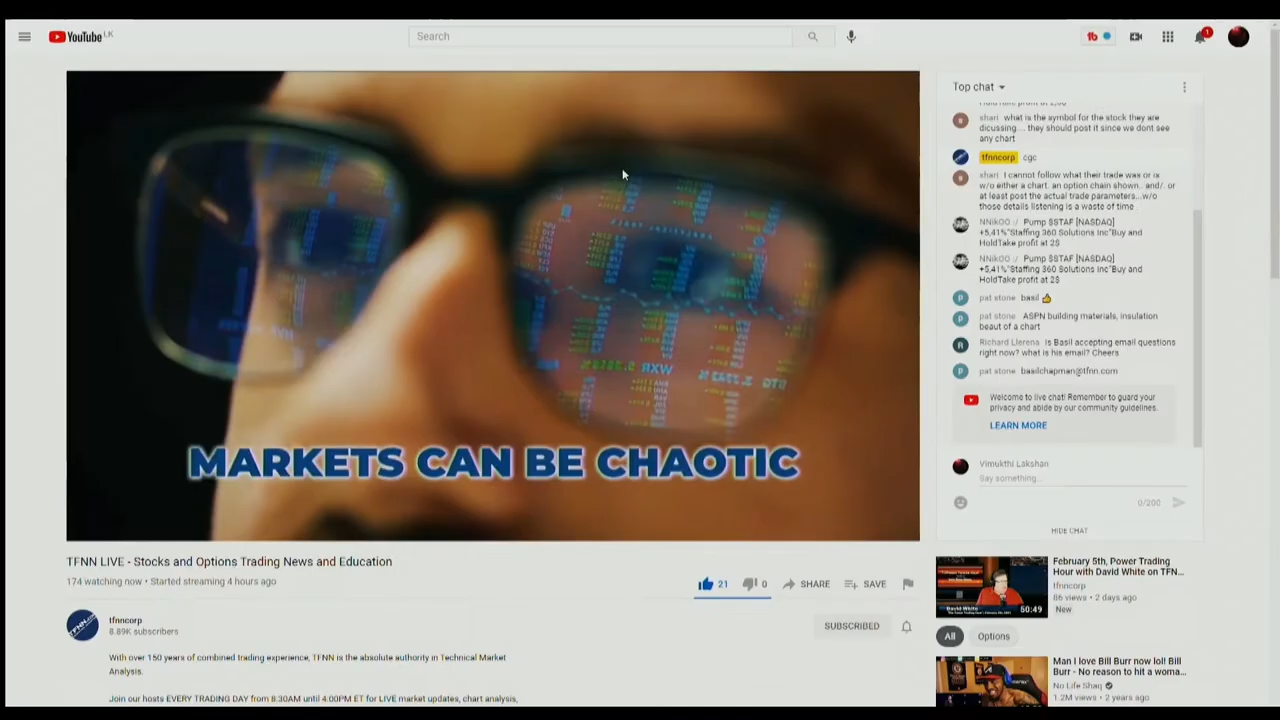 YouTube LK
Search
tb
1
MARKETS CAN BE CHAOTIC
TFNN LIVE - Stocks and Options Trading News and Education
174 watching now • Started streaming 4 hours ago
21
0
SHARE
SAVE
tfnncorp
8.89K subscribers
SUBSCRIBED
With over 150 years of combined trading experience, TFNN is the absolute authority in Technical Market
Analysis.
Join our hosts EVERY TRADING DAY from 8:30AM until 4:00PM ET for LIVE market updates, chart analysis,
Top chat
shari what is the symbol for the stock they are
dicussing.... they should post it since we dont see
any chart
tfnncorp cgc
shari I cannot follow what their trade was or is
w/o either a chart. an option chain shown,. and/. or
at least post the actual trade parameters,..w/o
those details listening is a waste of time
NNikOO :/ Pump $STAF [NASDAQ]
+5,41%"Staffing 360 Solutions Inc"Buy and
HoldTake profit at 2$
NNikOO :/ Pump $STAF [NASDAQ]
+5,41%"Staffing 360 Solutions Inc"Buy and
HoldTake profit at 2$
pat stone basil
pat stone ASPN building materials, insulation
beaut of a chart
Richard Llerena Is Basil accepting email questions
right now? what is his email? Cheers
pat stone basilchapman@tfnn.com
Welcome to live chat! Remember to guard your
privacy and abide by our community guidelines.
LEARN MORE
Vimukthi Lakshan
Say something...
0/200
HIDE CHAT
February 5th, Power Trading
Hour with David White on TFN...
tfnncorp
86 views • 2 days ago
New
David White
50:49
All
Options
Man I love Bill Burr now lol! Bill
Burr - No reason to hit a woma...
No Life Shaq
1.2M views • 2 years ago